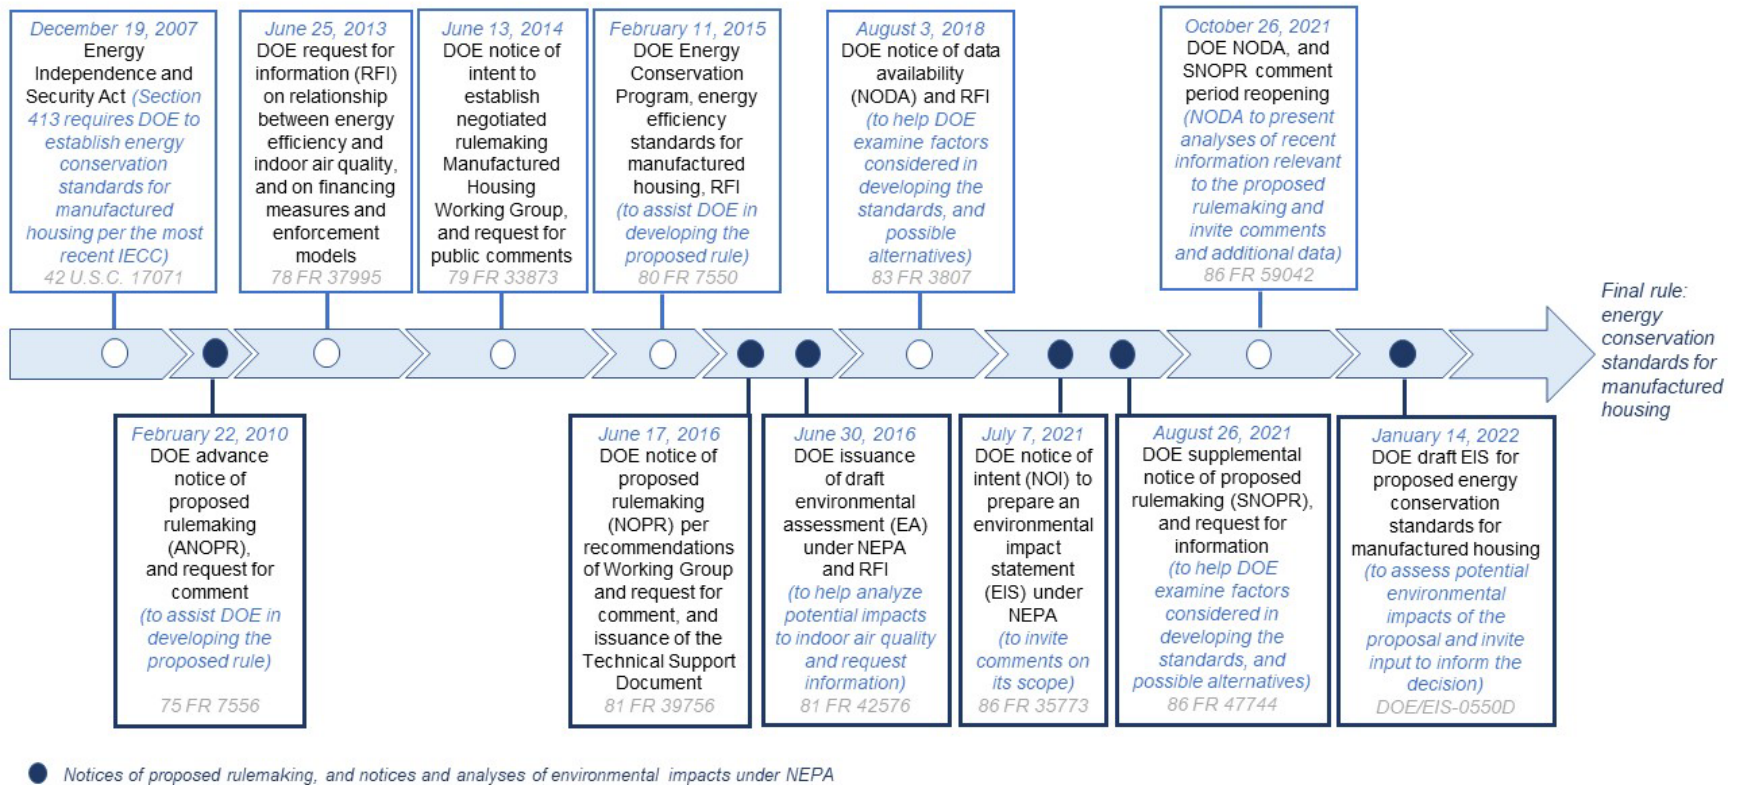 December 19, 2007
Energy
Independence and
Security Act (Section
413 requires DOE to
establish energy
conservation
standards for
manufactured
housing per the most
recent IECC)
42 U.S.C. 17071
June 25, 2013
DOE request for
information (RFI)
on relationship
between energy
efficiency and
indoor air quality,
and on financing
measures and
enforcement
models
78 FR 37995
June 13, 2014
DOE notice of
intent to
establish
negotiated
rulemaking
Manufactured
Housing
Working Group,
and request for
public comments
79 FR 33873
February 11, 2015
DOE Energy
Conservation
Program, energy
efficiency
standards for
manufactured
housing, RFI
(to assist DOE in
developing the
proposed rule)
80 FR 7550
August 3, 2018
DOE notice of data
availability
(NODA) and RFI
(to help DOE
examine factors
considered in
developing the
standards, and
possible
alternatives)
83 FR 3807
October 26, 2021
DOE NODA, and
SNOPR comment
period reopening
(NODA to present
analyses of recent
information relevant
to the proposed
rulemaking and
invite comments
and additional data)
86 FR 59042
Final rule:
energy
conservation
standards for
manufactured
housing
February 22, 2010
DOE advance
notice of
proposed
rulemaking
(ANOPR),
and request for
comment
(to assist DOE in
developing the
proposed rule)
75 FR 7556
June 17, 2016
DOE notice of
proposed
rulemaking
(NOPR) per
recommendations
of Working Group
and request for
comment, and
issuance of the
Technical Support
Document
81 FR 39756
June 30, 2016
DOE issuance
of draft
environmental
assessment (EA)
under NEPA
and RFI
(to help analyze
potential impacts
to indoor air quality
and request
information)
81 FR 42576
July 7, 2021
DOE notice of
intent (NOI) to
prepare an
environmental
impact
statement
(EIS) under
NEPA
(to invite
comments on
its scope)
86 FR 35773
August 26, 2021
DOE supplemental
notice of proposed
rulemaking (SNOPR),
and request for
information
(to help DOE
examine factors
considered in
developing the
standards, and
possible alternatives)
86 FR 47744
January 14, 2022
DOE draft EIS for
proposed energy
conservation
standards for
manufactured housing
(to assess potential
environmental
impacts of the
proposal and invite
input to inform the
decision)
DOE/EIS-0550D
Notices of proposed rulemaking, and notices and analyses of environmental impacts under NEPA